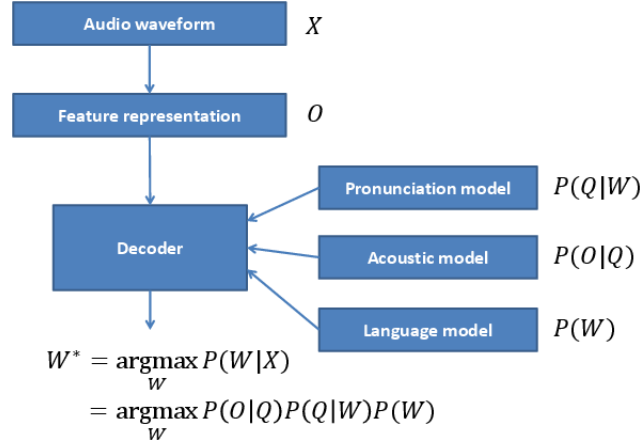 Audio waveform X
Feature representation O
Pronunciation model P(Q|W)
Decoder
Acoustic model P(O|Q)
Language model P(W)
W* = argmax P(W|X)
W
= argmax P(O|Q)P(Q|W)P(W)
W